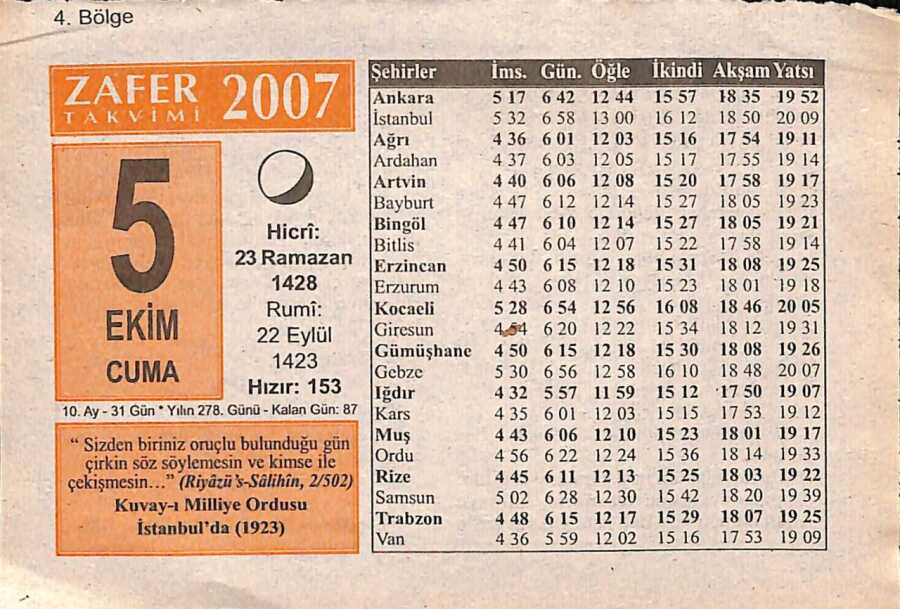 4. Bölge
ZAFER
TAKVİMİ
2007
5
EKİM
CUMA
Hicrî:
23 Ramazan
1428
Rumî:
22 Eylül
1423
Hızır: 153
10. Ay - 31 Gün * Yılın 278. Günü - Kalan Gün: 87
“ Sizden biriniz oruçlu bulunduğu gün
çirkin söz söylemesin ve kimse ile
çekişmesin...” (Riyâzü's-Sâlihîn, 2/502)
Kuvay-ı Milliye Ordusu
İstanbul'da (1923)
Şehirler İms. Gün. Öğle İkindi Akşam Yatsı
Ankara 5 17 6 42 12 44 15 57 18 35 19 52
İstanbul 5 32 6 58 13 00 16 12 18 50 20 09
Ağrı 4 36 6 01 12 03 15 16 17 54 19 11
Ardahan 4 37 6 03 12 05 15 17 17 55 19 14
Artvin 4 40 6 06 12 08 15 20 17 58 19 17
Bayburt 4 47 6 12 12 14 15 27 18 05 19 23
Bingöl 4 47 6 10 12 14 15 27 18 05 19 21
Bitlis 4 41 6 04 12 07 15 22 17 58 19 14
Erzincan 4 50 6 15 12 18 15 31 18 08 19 25
Erzurum 4 43 6 08 12 10 15 23 18 01 19 18
Kocaeli 5 28 6 54 12 56 16 08 18 46 20 05
Giresun 4 54 6 20 12 22 15 34 18 12 19 31
Gümüşhane 4 50 6 15 12 18 15 30 18 08 19 26
Gebze 5 30 6 56 12 58 16 10 18 48 20 07
Iğdır 4 32 5 57 11 59 15 12 17 50 19 07
Kars 4 35 6 01 12 03 15 15 17 53 19 12
Muş 4 43 6 06 12 10 15 23 18 01 19 17
Ordu 4 56 6 22 12 24 15 36 18 14 19 33
Rize 4 45 6 11 12 13 15 25 18 03 19 22
Samsun 5 02 6 28 12 30 15 42 18 20 19 39
Trabzon 4 48 6 15 12 17 15 29 18 07 19 25
Van 4 36 5 59 12 02 15 16 17 53 19 09